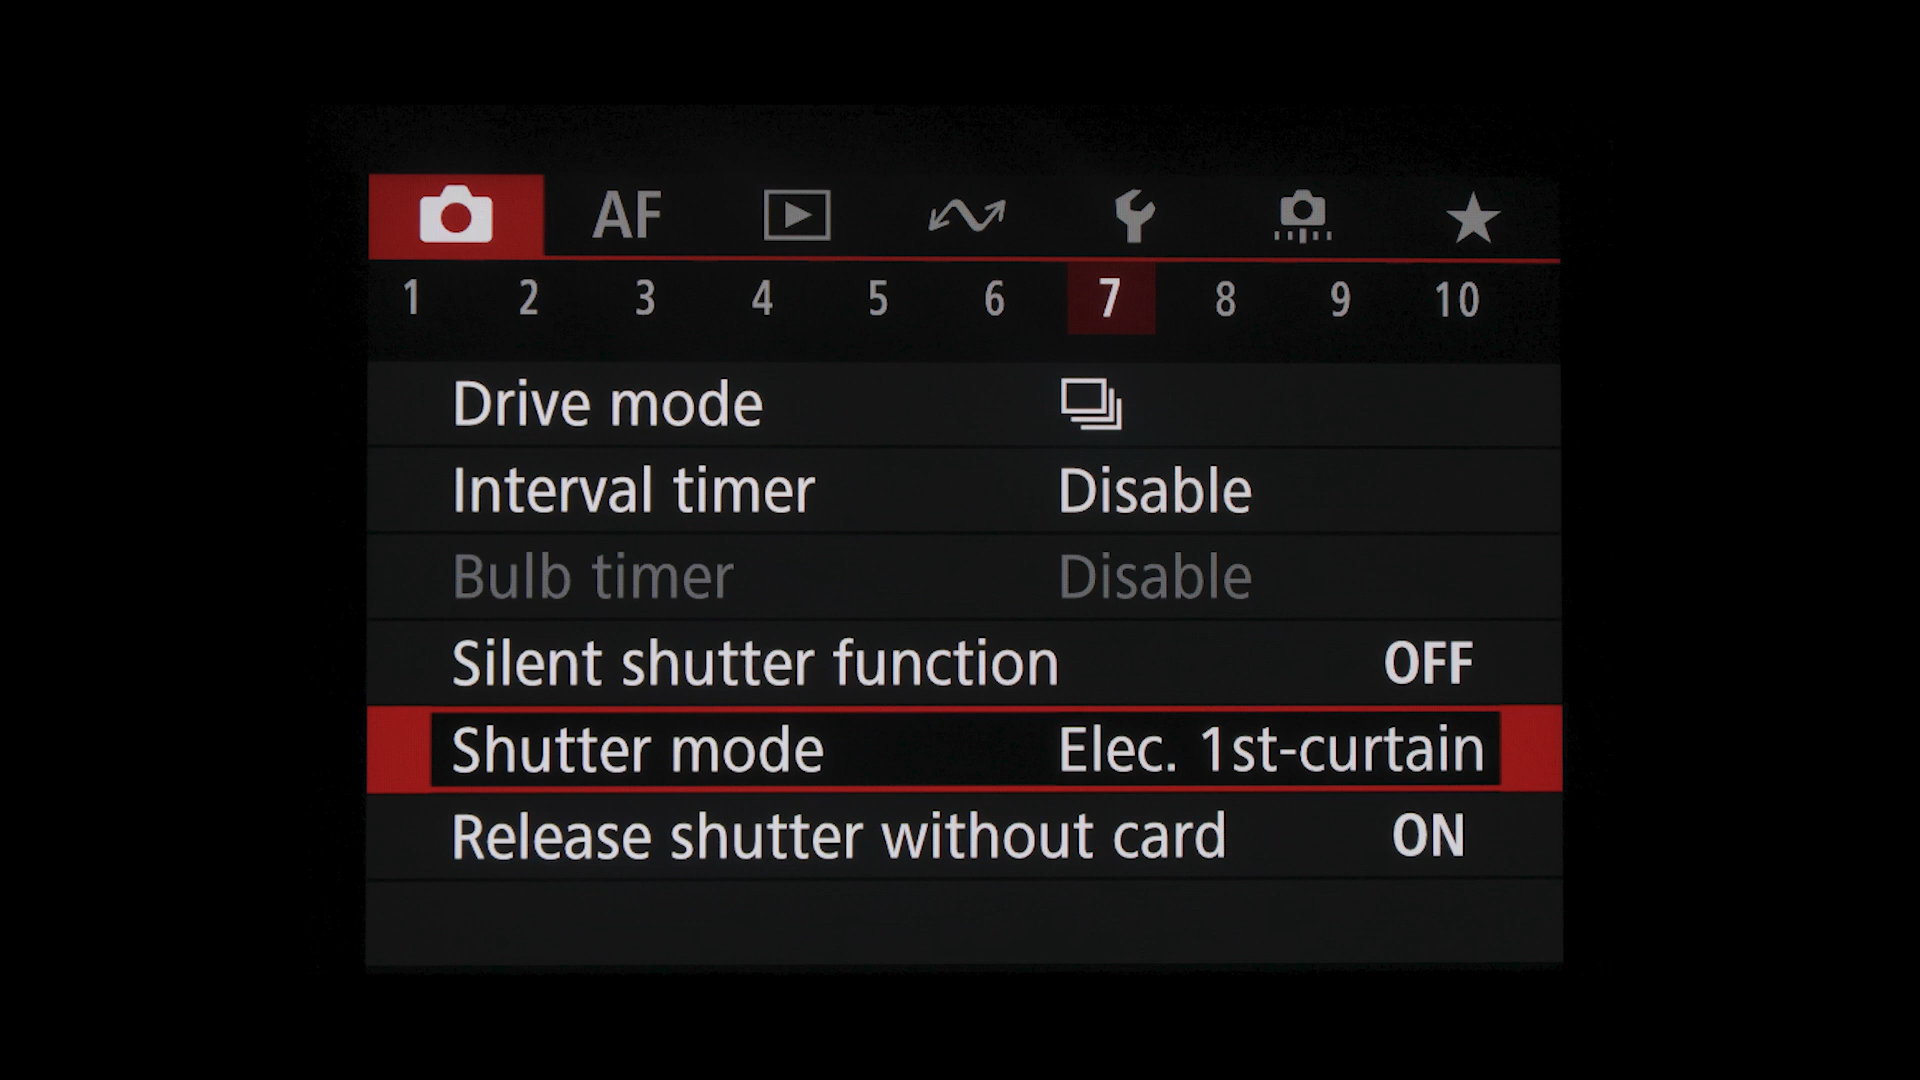 AF
1 2 3 4 5 6 7 8 9 10
Drive mode
Interval timer Disable
Bulb timer Disable
Silent shutter function OFF
Shutter mode Elec. 1st-curtain
Release shutter without card ON